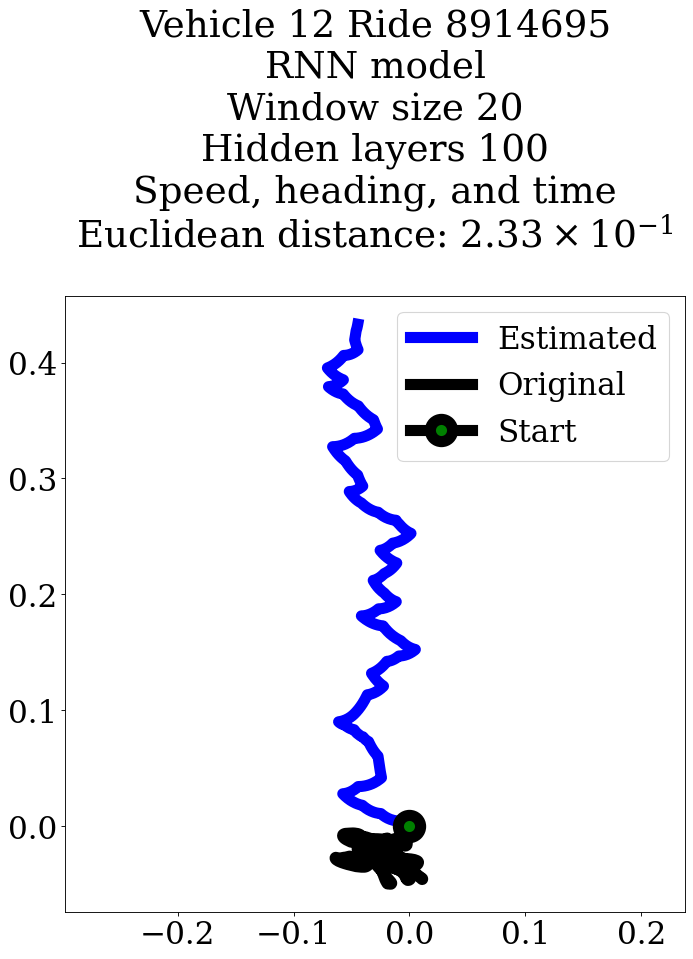 Vehicle 12 Ride 8914695
RNN model
Window size 20
Hidden layers 100
Speed, heading, and time
Euclidean distance: 2.33 × 10⁻¹
Estimated
Original
Start
0.4
0.3
0.2
0.1
0.0
−0.2
−0.1
0.0
0.1
0.2